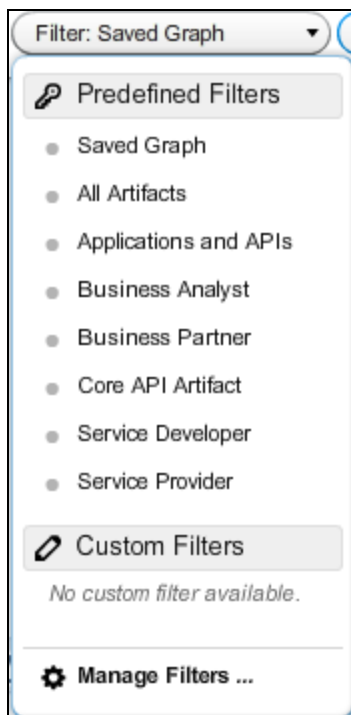 Filter: Saved Graph
Predefined Filters
Saved Graph
All Artifacts
Applications and APIs
Business Analyst
Business Partner
Core API Artifact
Service Developer
Service Provider
Custom Filters
No custom filter available.
Manage Filters ...